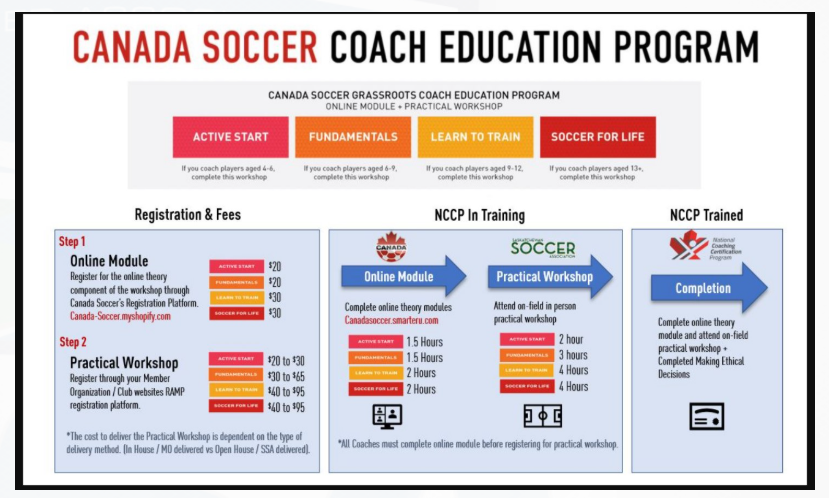 CANADA SOCCER COACH EDUCATION PROGRAM
CANADA SOCCER GRASSROOTS COACH EDUCATION PROGRAM
ONLINE MODULE + PRACTICAL WORKSHOP
ACTIVE START
If you coach players aged 4-6,
complete this workshop
FUNDAMENTALS
If you coach players aged 6-9,
complete this workshop
LEARN TO TRAIN
If you coach players aged 9-12,
complete this workshop
SOCCER FOR LIFE
If you coach players aged 13+,
complete this workshop
Registration & Fees
Step 1
Online Module
Register for the online theory
component of the workshop through
Canada Soccer's Registration Platform.
Canada-Soccer.myshopify.com
ACTIVE START $20
FUNDAMENTALS $20
LEARN TO TRAIN $30
SOCCER FOR LIFE $30
Step 2
Practical Workshop
Register through your Member
Organization / Club websites RAMP
registration platform.
ACTIVE START $20 to $30
FUNDAMENTALS $30 to $65
LEARN TO TRAIN $40 to $95
SOCCER FOR LIFE $40 to $95
*The cost to deliver the Practical Workshop is dependent on the type of
delivery method. (In House / MO delivered vs Open House / SSA delivered).
NCCP In Training
CANADA
Online Module
Complete online theory modules
Canadasoccer.smarteru.com
ACTIVE START 1.5 Hours
FUNDAMENTALS 1.5 Hours
LEARN TO TRAIN 2 Hours
SOCCER FOR LIFE 2 Hours
SASKATCHEWAN
SOCCER
ASSOCIATION
Practical Workshop
Attend on-field in person
practical workshop
ACTIVE START 2 hour
FUNDAMENTALS 3 hours
LEARN TO TRAIN 4 Hours
SOCCER FOR LIFE 4 Hours
*All Coaches must complete online module before registering for practical workshop.
NCCP Trained
National
Coaching
Certification
Program
Completion
Complete online theory
module and attend on-field
practical workshop +
Completed Making Ethical
Decisions